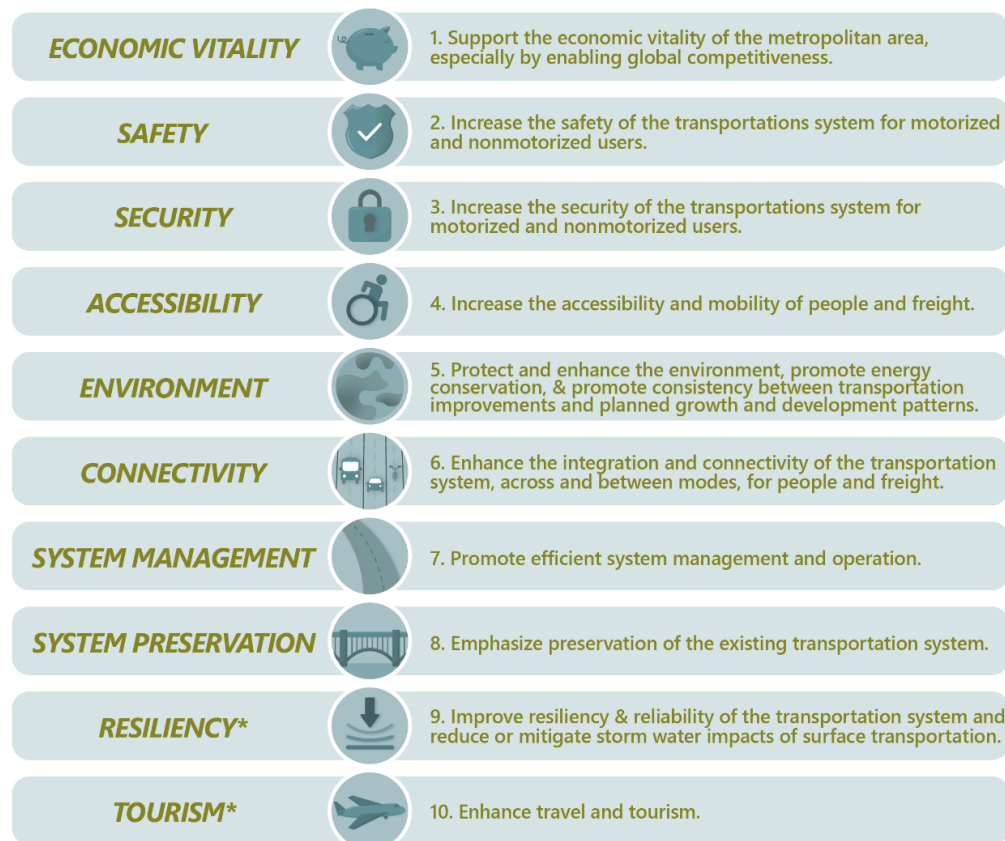 ECONOMIC VITALITY
1. Support the economic vitality of the metropolitan area,
especially by enabling global competitiveness.
SAFETY
2. Increase the safety of the transportations system for motorized
and nonmotorized users.
SECURITY
3. Increase the security of the transportations system for
motorized and nonmotorized users.
ACCESSIBILITY
4. Increase the accessibility and mobility of people and freight.
ENVIRONMENT
5. Protect and enhance the environment, promote energy
conservation, & promote consistency between transportation
improvements and planned growth and development patterns.
CONNECTIVITY
6. Enhance the integration and connectivity of the transportation
system, across and between modes, for people and freight.
SYSTEM MANAGEMENT
7. Promote efficient system management and operation.
SYSTEM PRESERVATION
8. Emphasize preservation of the existing transportation system.
RESILIENCY*
9. Improve resiliency & reliability of the transportation system and
reduce or mitigate storm water impacts of surface transportation.
TOURISM*
10. Enhance travel and tourism.